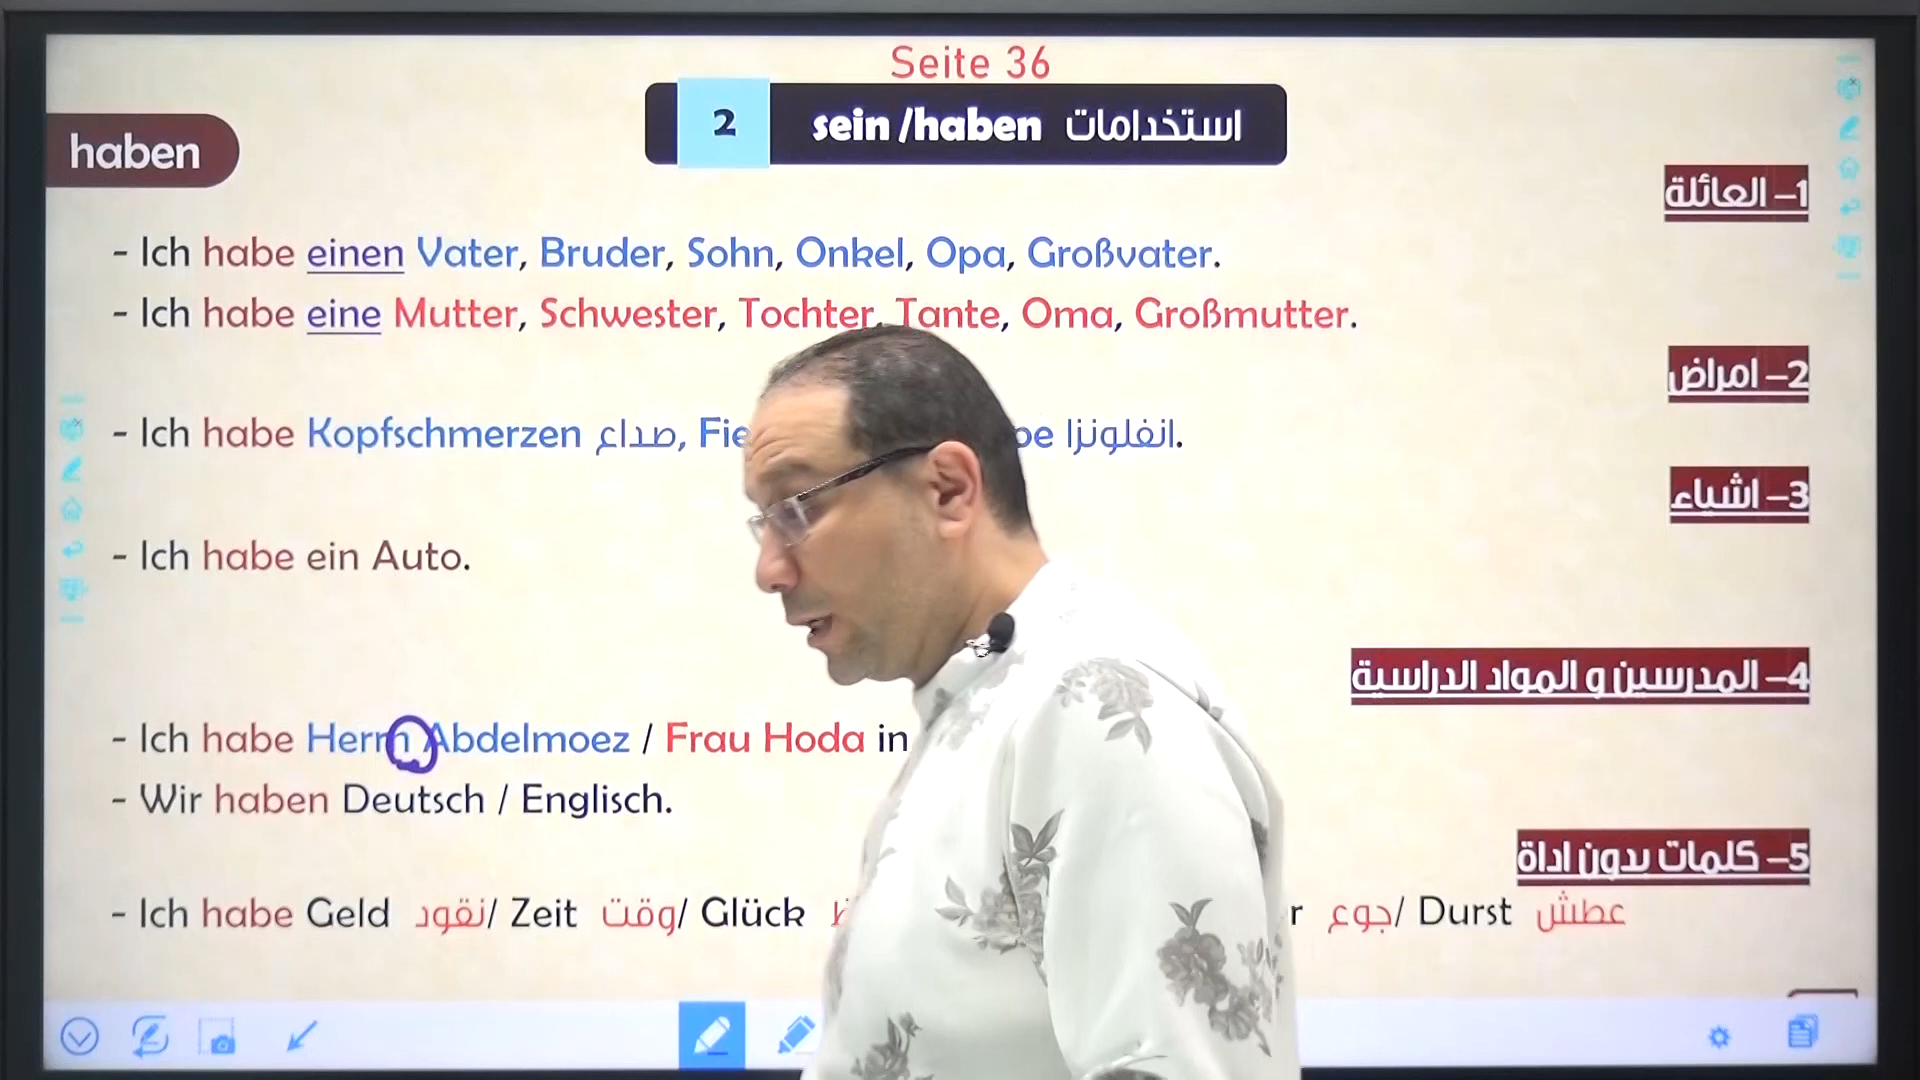 Seite 36
2 sein /haben استخدامات
haben
1– العائلة
- Ich habe einen Vater, Bruder, Sohn, Onkel, Opa, Großvater.
- Ich habe eine Mutter, Schwester, Tochter, Tante, Oma, Großmutter.
2– امراض
- Ich habe Kopfschmerzen صداع, انفلونزا.
3– اشياء
- Ich habe ein Auto.
4– المدرسين و المواد الدراسية
- Ich habe Herrn Abdelmoez / Frau Hoda in
- Wir haben Deutsch / Englisch.
5– كلمات بدون اداة
- Ich habe Geld نقود/ Zeit وقت/ Glück جوع/ Durst عطش